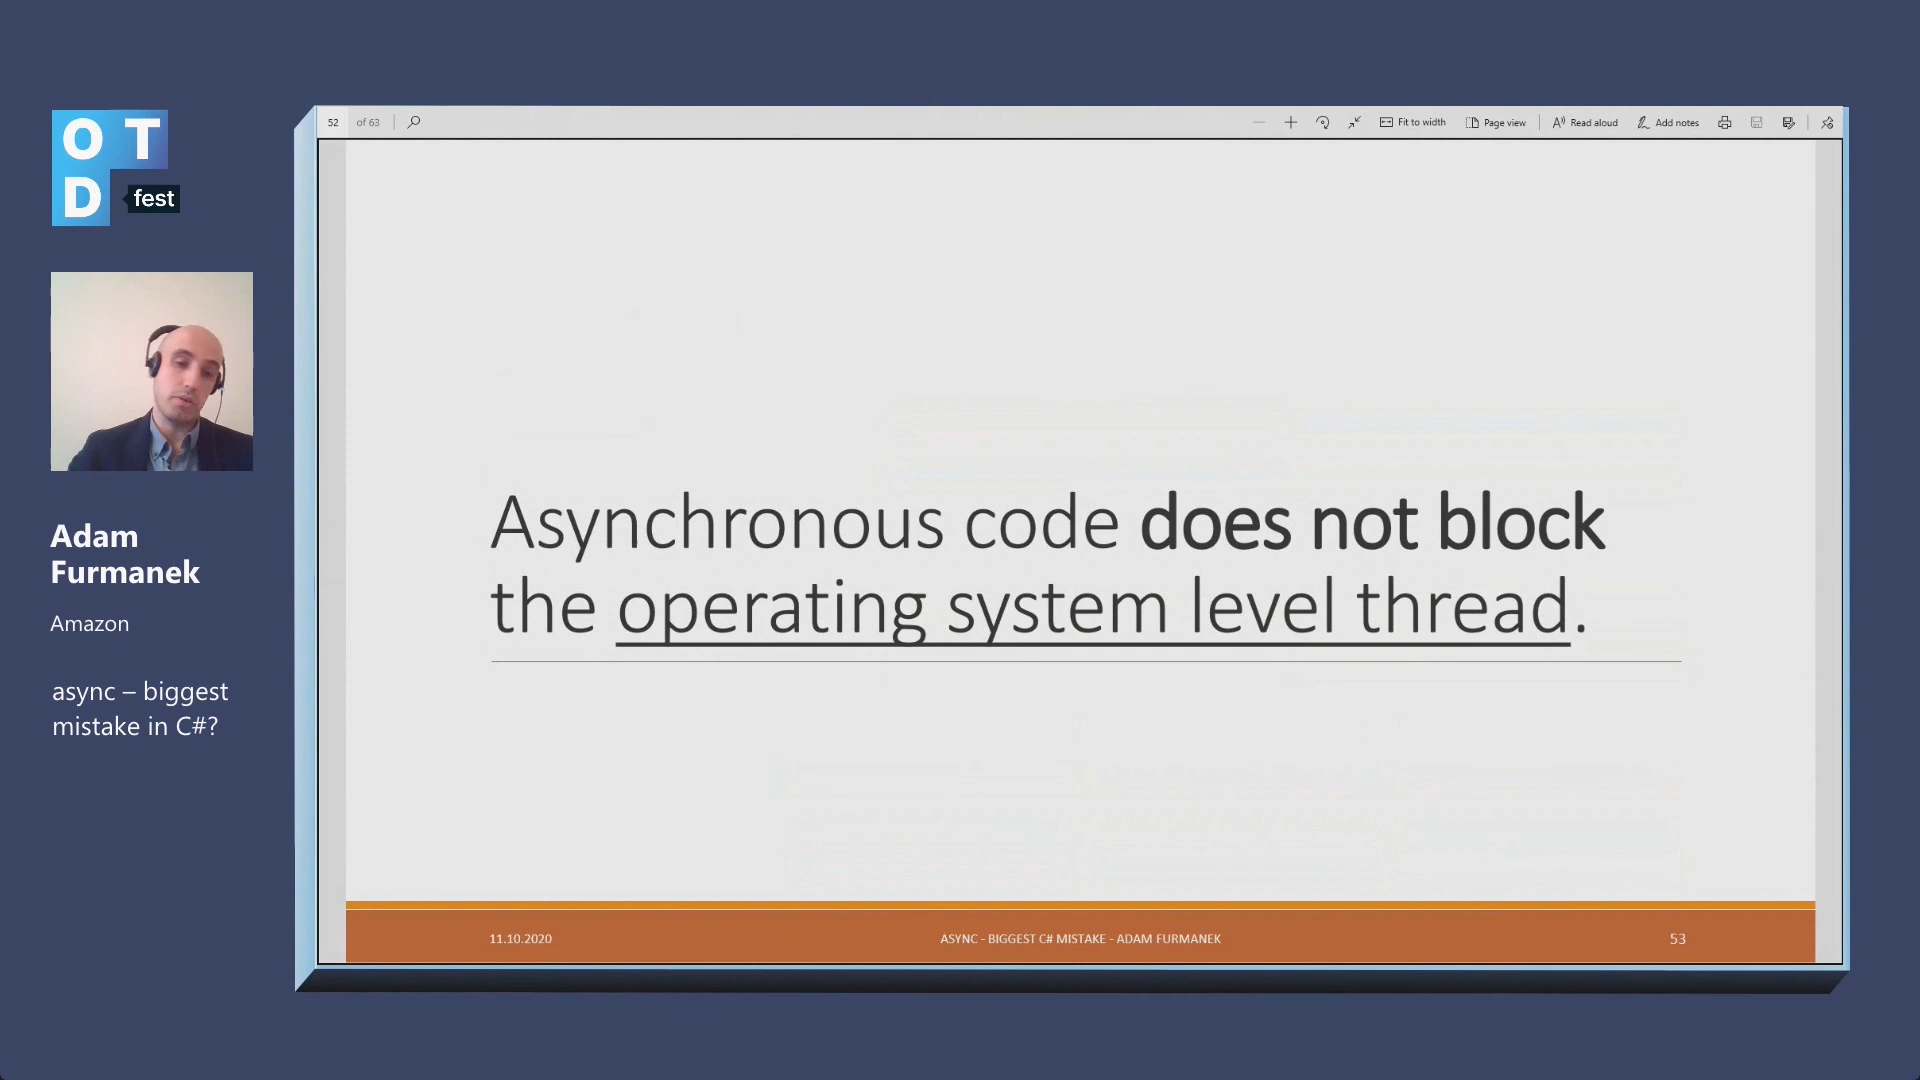 O T
D fest
Adam
Furmanek
Amazon
async – biggest
mistake in C#?
52 of 63 Fit to width Page view Read aloud Add notes
Asynchronous code does not block
the operating system level thread.
11.10.2020 ASYNC - BIGGEST C# MISTAKE - ADAM FURMANEK 53